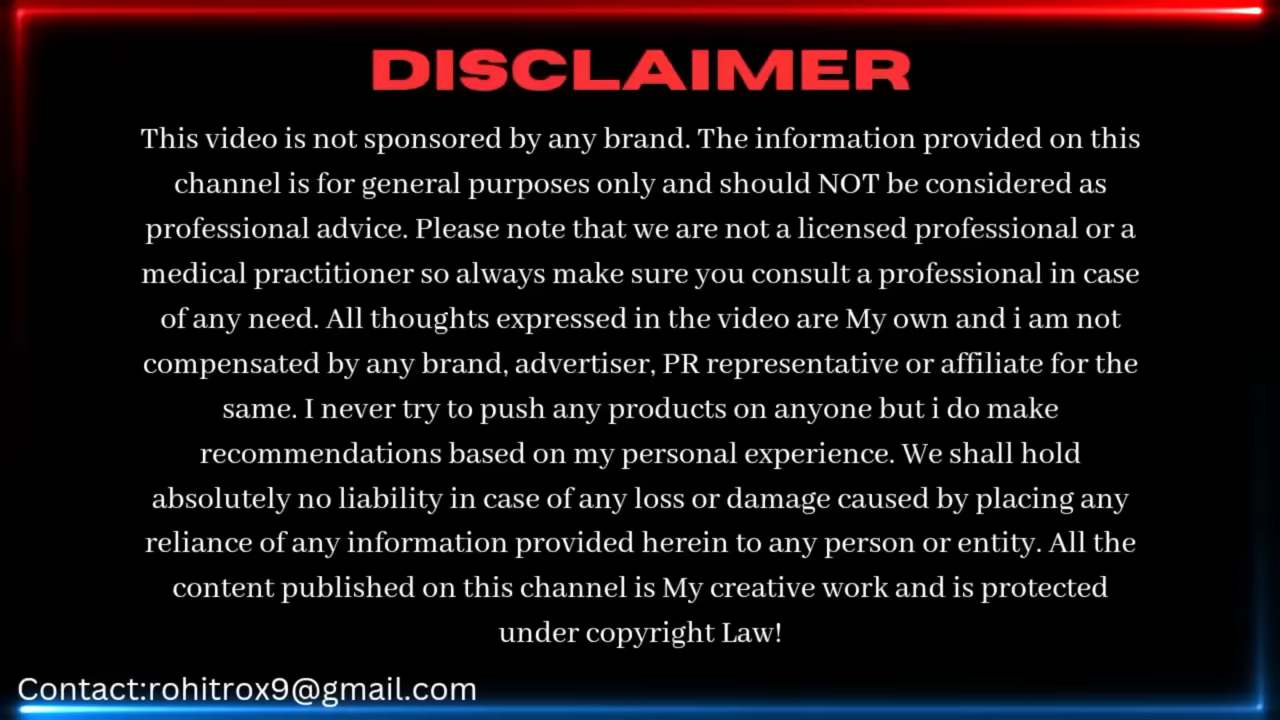 DISCLAIMER
This video is not sponsored by any brand. The information provided on this
channel is for general purposes only and should NOT be considered as
professional advice. Please note that we are not a licensed professional or a
medical practitioner so always make sure you consult a professional in case
of any need. All thoughts expressed in the video are My own and i am not
compensated by any brand, advertiser, PR representative or affiliate for the
same. I never try to push any products on anyone but i do make
recommendations based on my personal experience. We shall hold
absolutely no liability in case of any loss or damage caused by placing any
reliance of any information provided herein to any person or entity. All the
content published on this channel is My creative work and is protected
under copyright Law!
Contact:rohitrox9@gmail.com